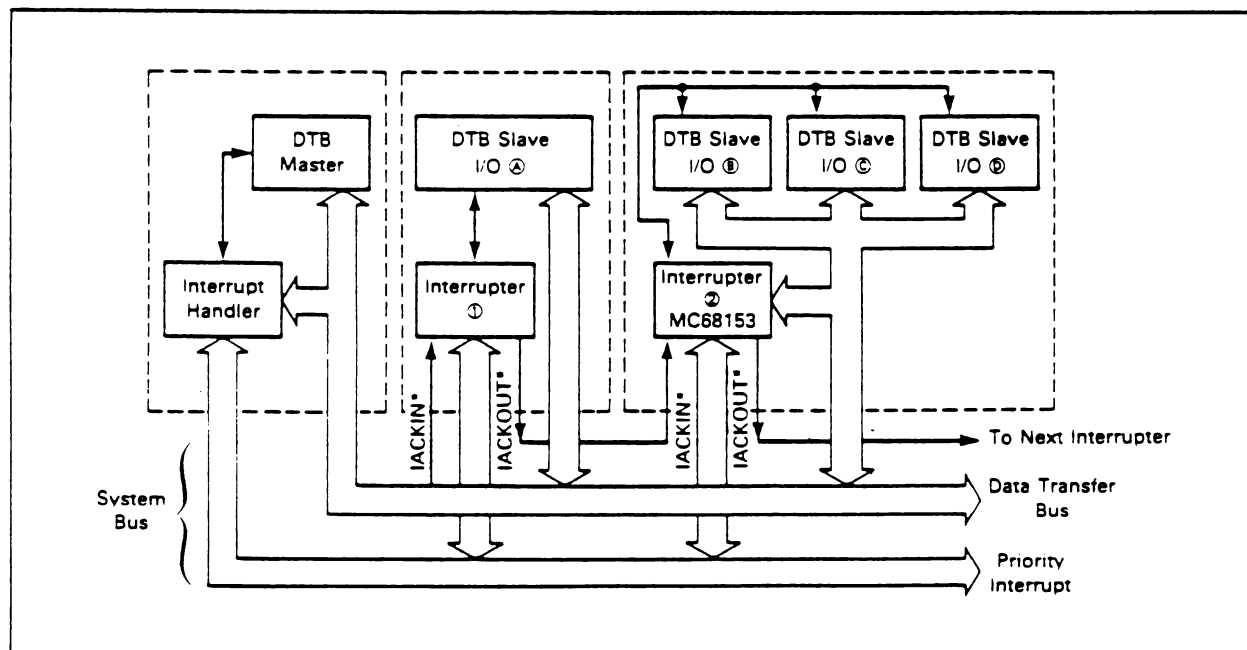 DTB
Master
DTB Slave
I/O Ⓐ
DTB Slave
I/O Ⓑ
DTB Slave
I/O Ⓒ
DTB Slave
I/O Ⓓ
Interrupt
Handler
Interrupter
①
Interrupter
②
MC68153
IACKIN*
IACKOUT*
IACKIN*
IACKOUT*
To Next Interrupter
System
Bus
Data Transfer
Bus
Priority
Interrupt